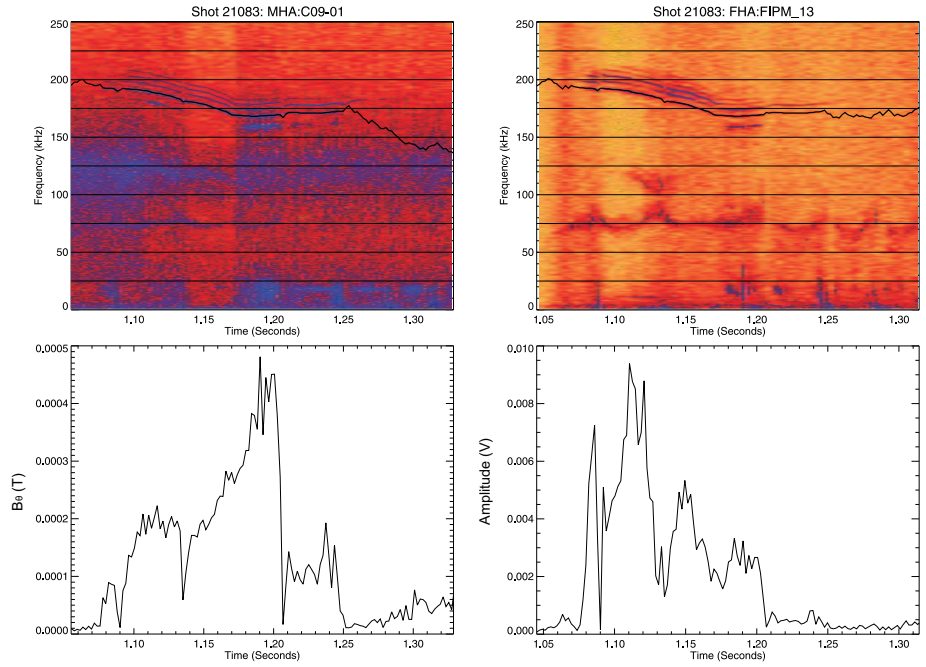 Shot 21083: MHA:C09-01
Frequency (kHz)
250
200
150
100
50
0
1.10 1.15 1.20 1.25 1.30
Time (Seconds)
Shot 21083: FHA:FIPM_13
Frequency (kHz)
250
200
150
100
50
0
1.05 1.10 1.15 1.20 1.25 1.30
Time (Seconds)
Bθ (T)
0.0005
0.0004
0.0003
0.0002
0.0001
0.0000
1.10 1.15 1.20 1.25 1.30
Time (Seconds)
Amplitude (V)
0.010
0.008
0.006
0.004
0.002
0.000
1.05 1.10 1.15 1.20 1.25 1.30
Time (Seconds)